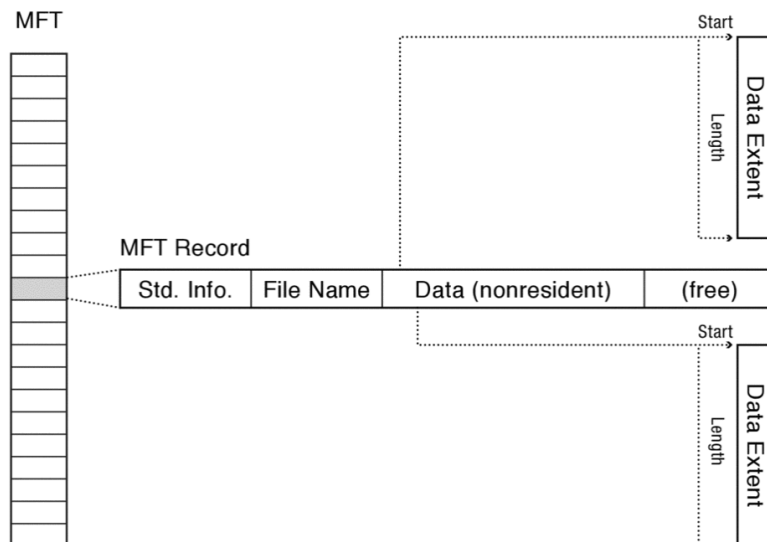 MFT
Start
Length
Data Extent
MFT Record
Std. Info.
File Name
Data (nonresident)
(free)
Start
Length
Data Extent